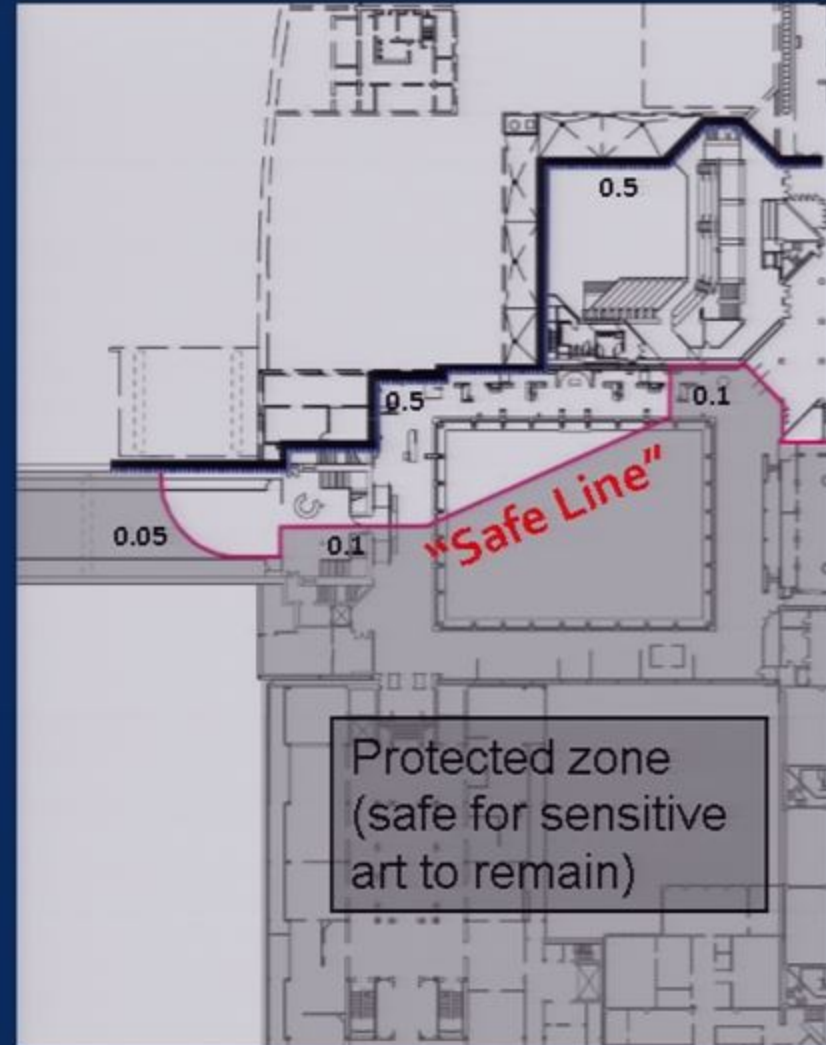 0.5
0.5
0.1
"Safe Line"
0.05
0.1
Protected zone
(safe for sensitive
art to remain)